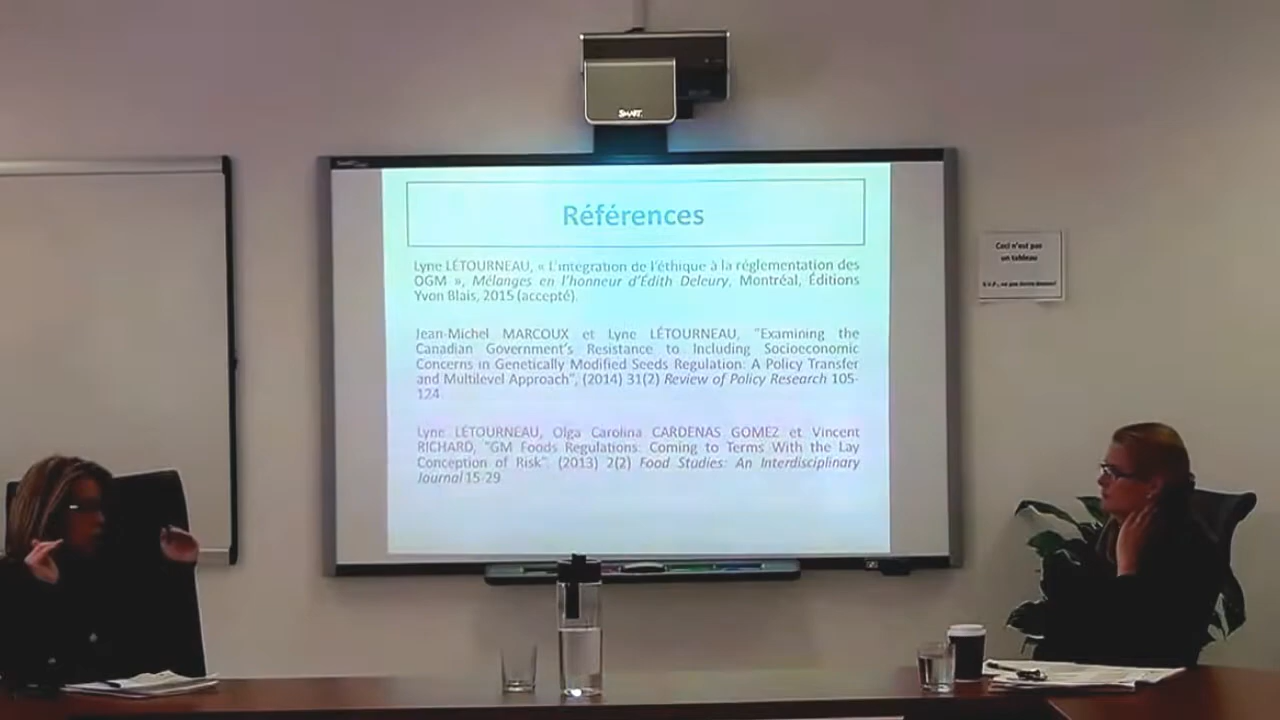 SMART
Références
Lyne LÉTOURNEAU, « L'integration de l'éthique à la réglementation des
OGM », Mélanges en l'honneur d'Édith Deleury, Montréal, Éditions
Yvon Blais, 2015 (accepté).
Jean-Michel MARCOUX et Lyne LÉTOURNEAU, "Examining the
Canadian Government's Resistance to Including Socioeconomic
Concerns in Genetically Modified Seeds Regulation: A Policy Transfer
and Multilevel Approach", (2014) 31(2) Review of Policy Research 105-
124
Lyne LÉTOURNEAU, Olga Carolina CARDENAS GOMEZ et Vincent
RICHARD, "GM Foods Regulations: Coming to Terms With the Lay
Conception of Risk", (2013) 2(2) Food Studies: An Interdisciplinary
Journal 15-29
Ceci n'est pas
un tableau